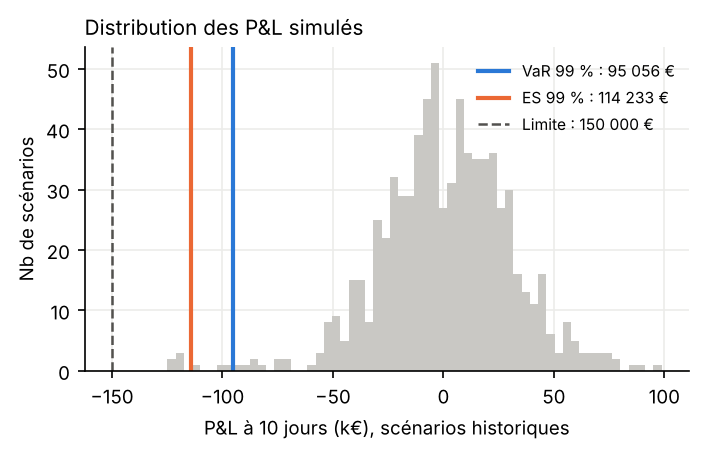 Distribution des P&L simulés
VaR 99 % : 95 056 €
ES 99 % : 114 233 €
Limite : 150 000 €
Nb de scénarios
50
40
30
20
10
0
−150
−100
−50
0
50
100
P&L à 10 jours (k€), scénarios historiques